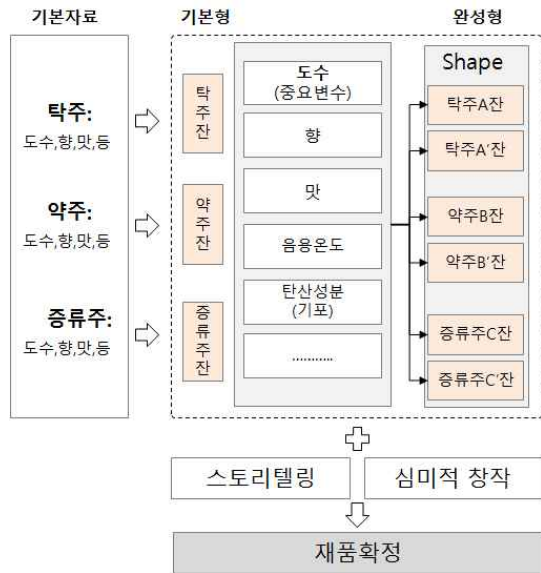 기본자료
기본형
완성형
탁주:
도수,향,맛,등
약주:
도수,향,맛,등
증류주:
도수,향,맛,등
탁
주
잔
약
주
잔
증
류
주
잔
도수
(중요변수)
향
맛
음용온도
탄산성분
(기포)
...........
Shape
탁주A잔
탁주A'잔
약주B잔
약주B'잔
증류주C잔
증류주C'잔
스토리텔링
심미적 창작
재품확정